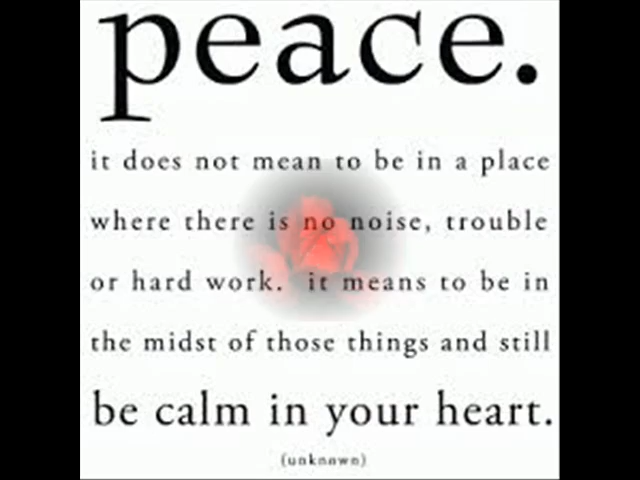 peace.
it does not mean to be in a place
where there is no noise, trouble
or hard work. it means to be in
the midst of those things and still
be calm in your heart.
(unknown)